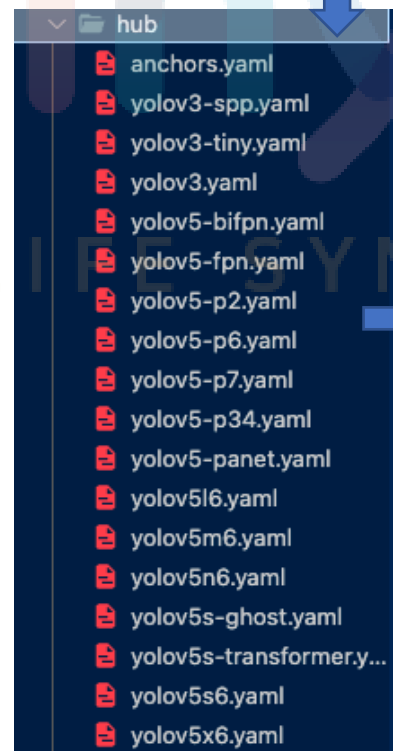 hub
anchors.yaml
yolov3-spp.yaml
yolov3-tiny.yaml
yolov3.yaml
yolov5-bifpn.yaml
yolov5-fpn.yaml
yolov5-p2.yaml
yolov5-p6.yaml
yolov5-p7.yaml
yolov5-p34.yaml
yolov5-panet.yaml
yolov5l6.yaml
yolov5m6.yaml
yolov5n6.yaml
yolov5s-ghost.yaml
yolov5s-transformer.y...
yolov5s6.yaml
yolov5x6.yaml